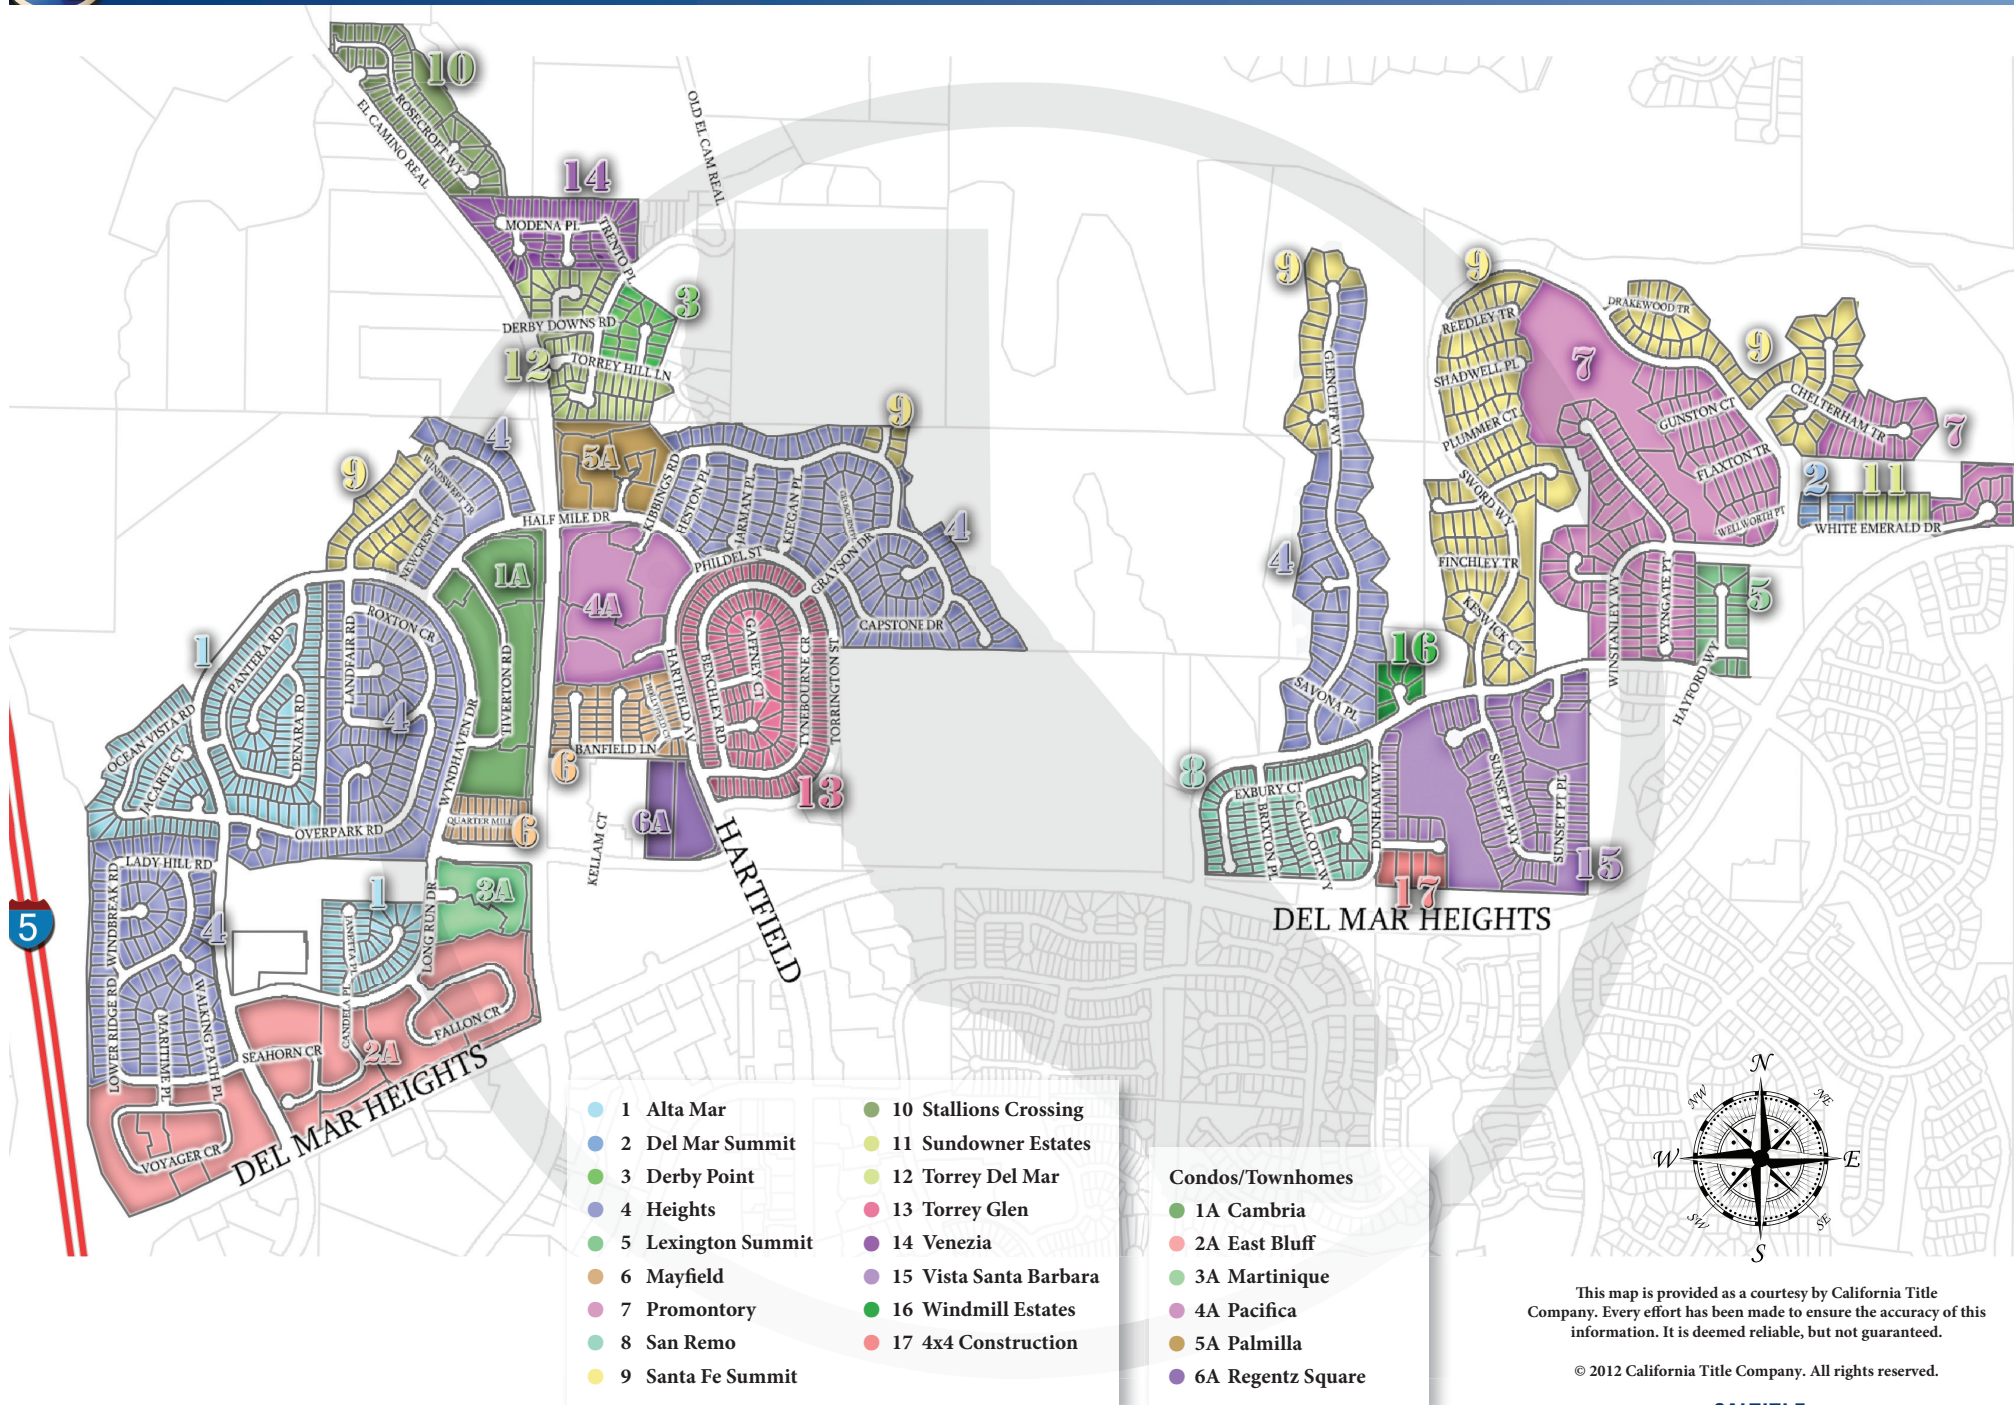 10
ROSECROFT WY
EL CAMINO REAL
OLD EL CAM REAL
14
MODENA PL
TRENTO PL
3
DERBY DOWNS RD
12
TORREY HILL LN
9
4
5A
9
WINDSWEPT TR
NEWCREST PT
HALF MILE DR
KIBBINGS RD
HESTON PL
JARMAN PL
KEEGAN PL
GRAYSON DR
4
PHILDEL ST
1A
4A
CAPSTONE DR
1
PANTERA RD
LANDFAIR RD
ROXTON CR
TIVERTON RD
HARTFIELD AV
BENCHLEY RD
GAFFNEY CT
TYNEBOURNE CR
TORRINGTON ST
OCEAN VISTA RD
JACARTE CT
DENARA RD
4
WYNDHAVEN DR
BANFIELD LN
6
13
QUARTER MILE
6
6A
KELLAM CT
HARTFIELD
OVERPARK RD
LADY HILL RD
WINDBREAK RD
4
1
JANETTA PL
LONG RUN DR
3A
5
LOWER RIDGE RD
WALKING PATH PL
MARITIME PL
CANDELA PL
SEAHORN CR
FALLON CR
2A
VOYAGER CR
DEL MAR HEIGHTS
9
9
REEDLEY TR
DRAKEWOOD TR
9
7
GLENCLIFF WY
SHADWELL PL
PLUMMER CT
GUNSTON CT
CHELTERHAM TR
7
FLAXTON TR
SWORD WY
2
11
WELLWORTH PT
WHITE EMERALD DR
4
FINCHLEY TR
KESWICK CT
WINSTANLEY WY
WYNGATE PT
5
HAYFORD WY
16
SAVONA PL
8
EXBURY CT
BRIXTON PL
CALLCOTT WY
DUNHAM WY
SUNSET PT WY
SUNSET PT PL
15
17
DEL MAR HEIGHTS
N
NE
E
SE
S
SW
W
NW
1 Alta Mar
2 Del Mar Summit
3 Derby Point
4 Heights
5 Lexington Summit
6 Mayfield
7 Promontory
8 San Remo
9 Santa Fe Summit
10 Stallions Crossing
11 Sundowner Estates
12 Torrey Del Mar
13 Torrey Glen
14 Venezia
15 Vista Santa Barbara
16 Windmill Estates
17 4x4 Construction
Condos/Townhomes
1A Cambria
2A East Bluff
3A Martinique
4A Pacifica
5A Palmilla
6A Regentz Square
This map is provided as a courtesy by California Title
Company. Every effort has been made to ensure the accuracy of this
information. It is deemed reliable, but not guaranteed.
© 2012 California Title Company. All rights reserved.